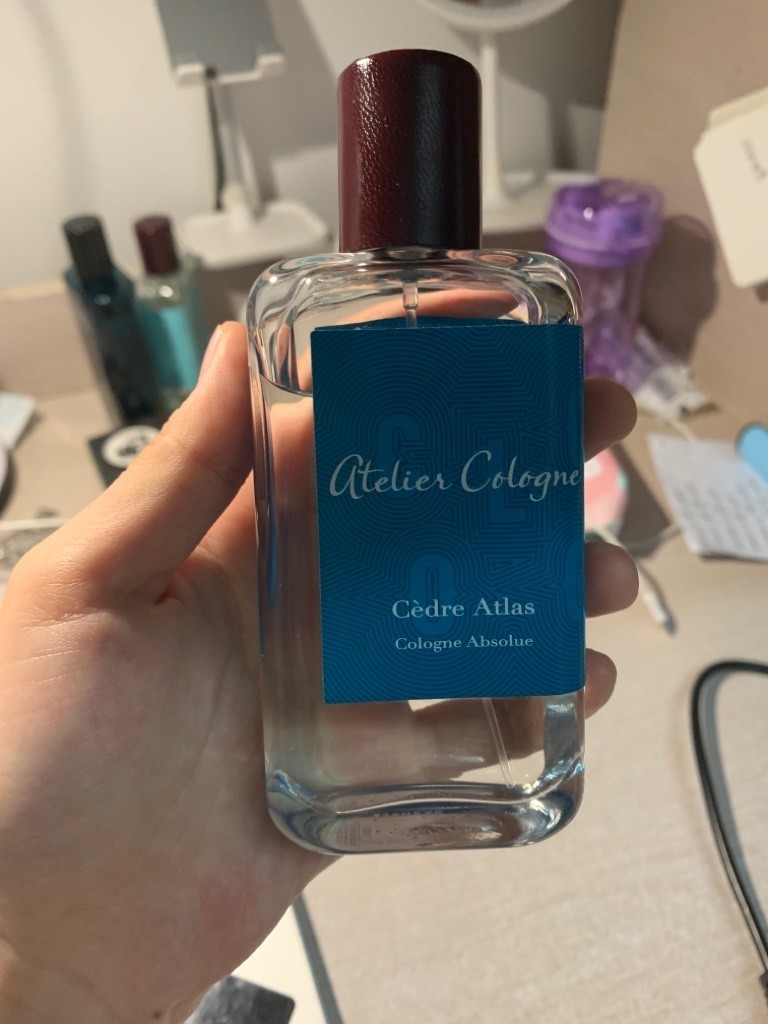 Atelier Cologne
Cèdre Atlas
Cologne Absolue